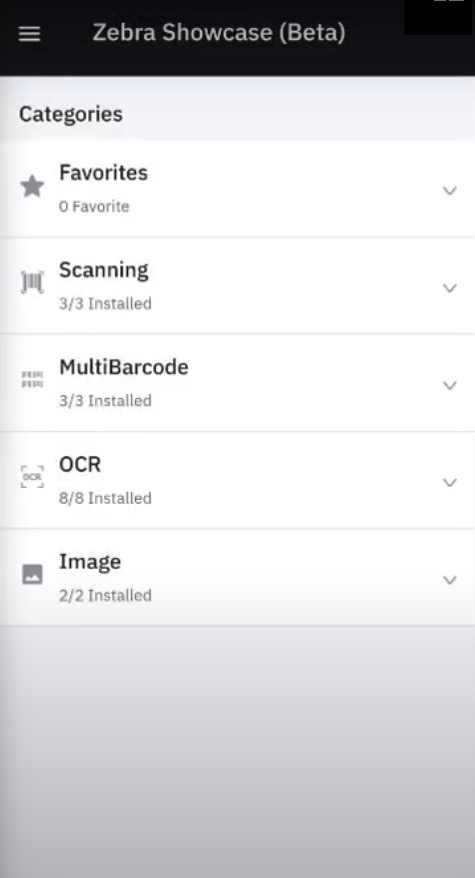 Zebra Showcase (Beta)
Categories
Favorites
0 Favorite
Scanning
3/3 Installed
MultiBarcode
3/3 Installed
OCR
OCR
8/8 Installed
Image
2/2 Installed